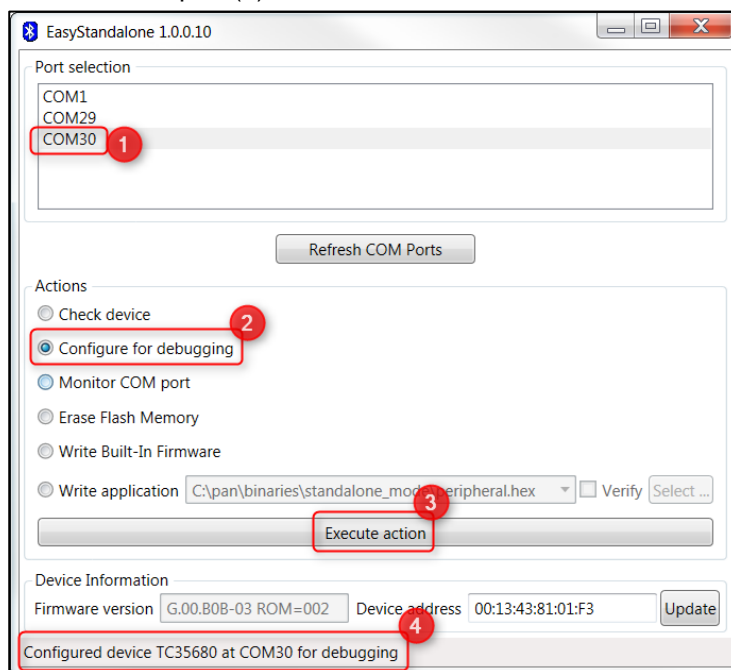 EasyStandalone 1.0.0.10
Port selection
COM1
COM29
COM30
1
Refresh COM Ports
Actions
Check device
2
Configure for debugging
Monitor COM port
Erase Flash Memory
Write Built-In Firmware
Write application C:\pan\binaries\standalone_mode\peripheral.hex Verify Select ...
3
Execute action
Device Information
Firmware version G.00.B0B-03 ROM=002 Device address 00:13:43:81:01:F3 Update
4
Configured device TC35680 at COM30 for debugging